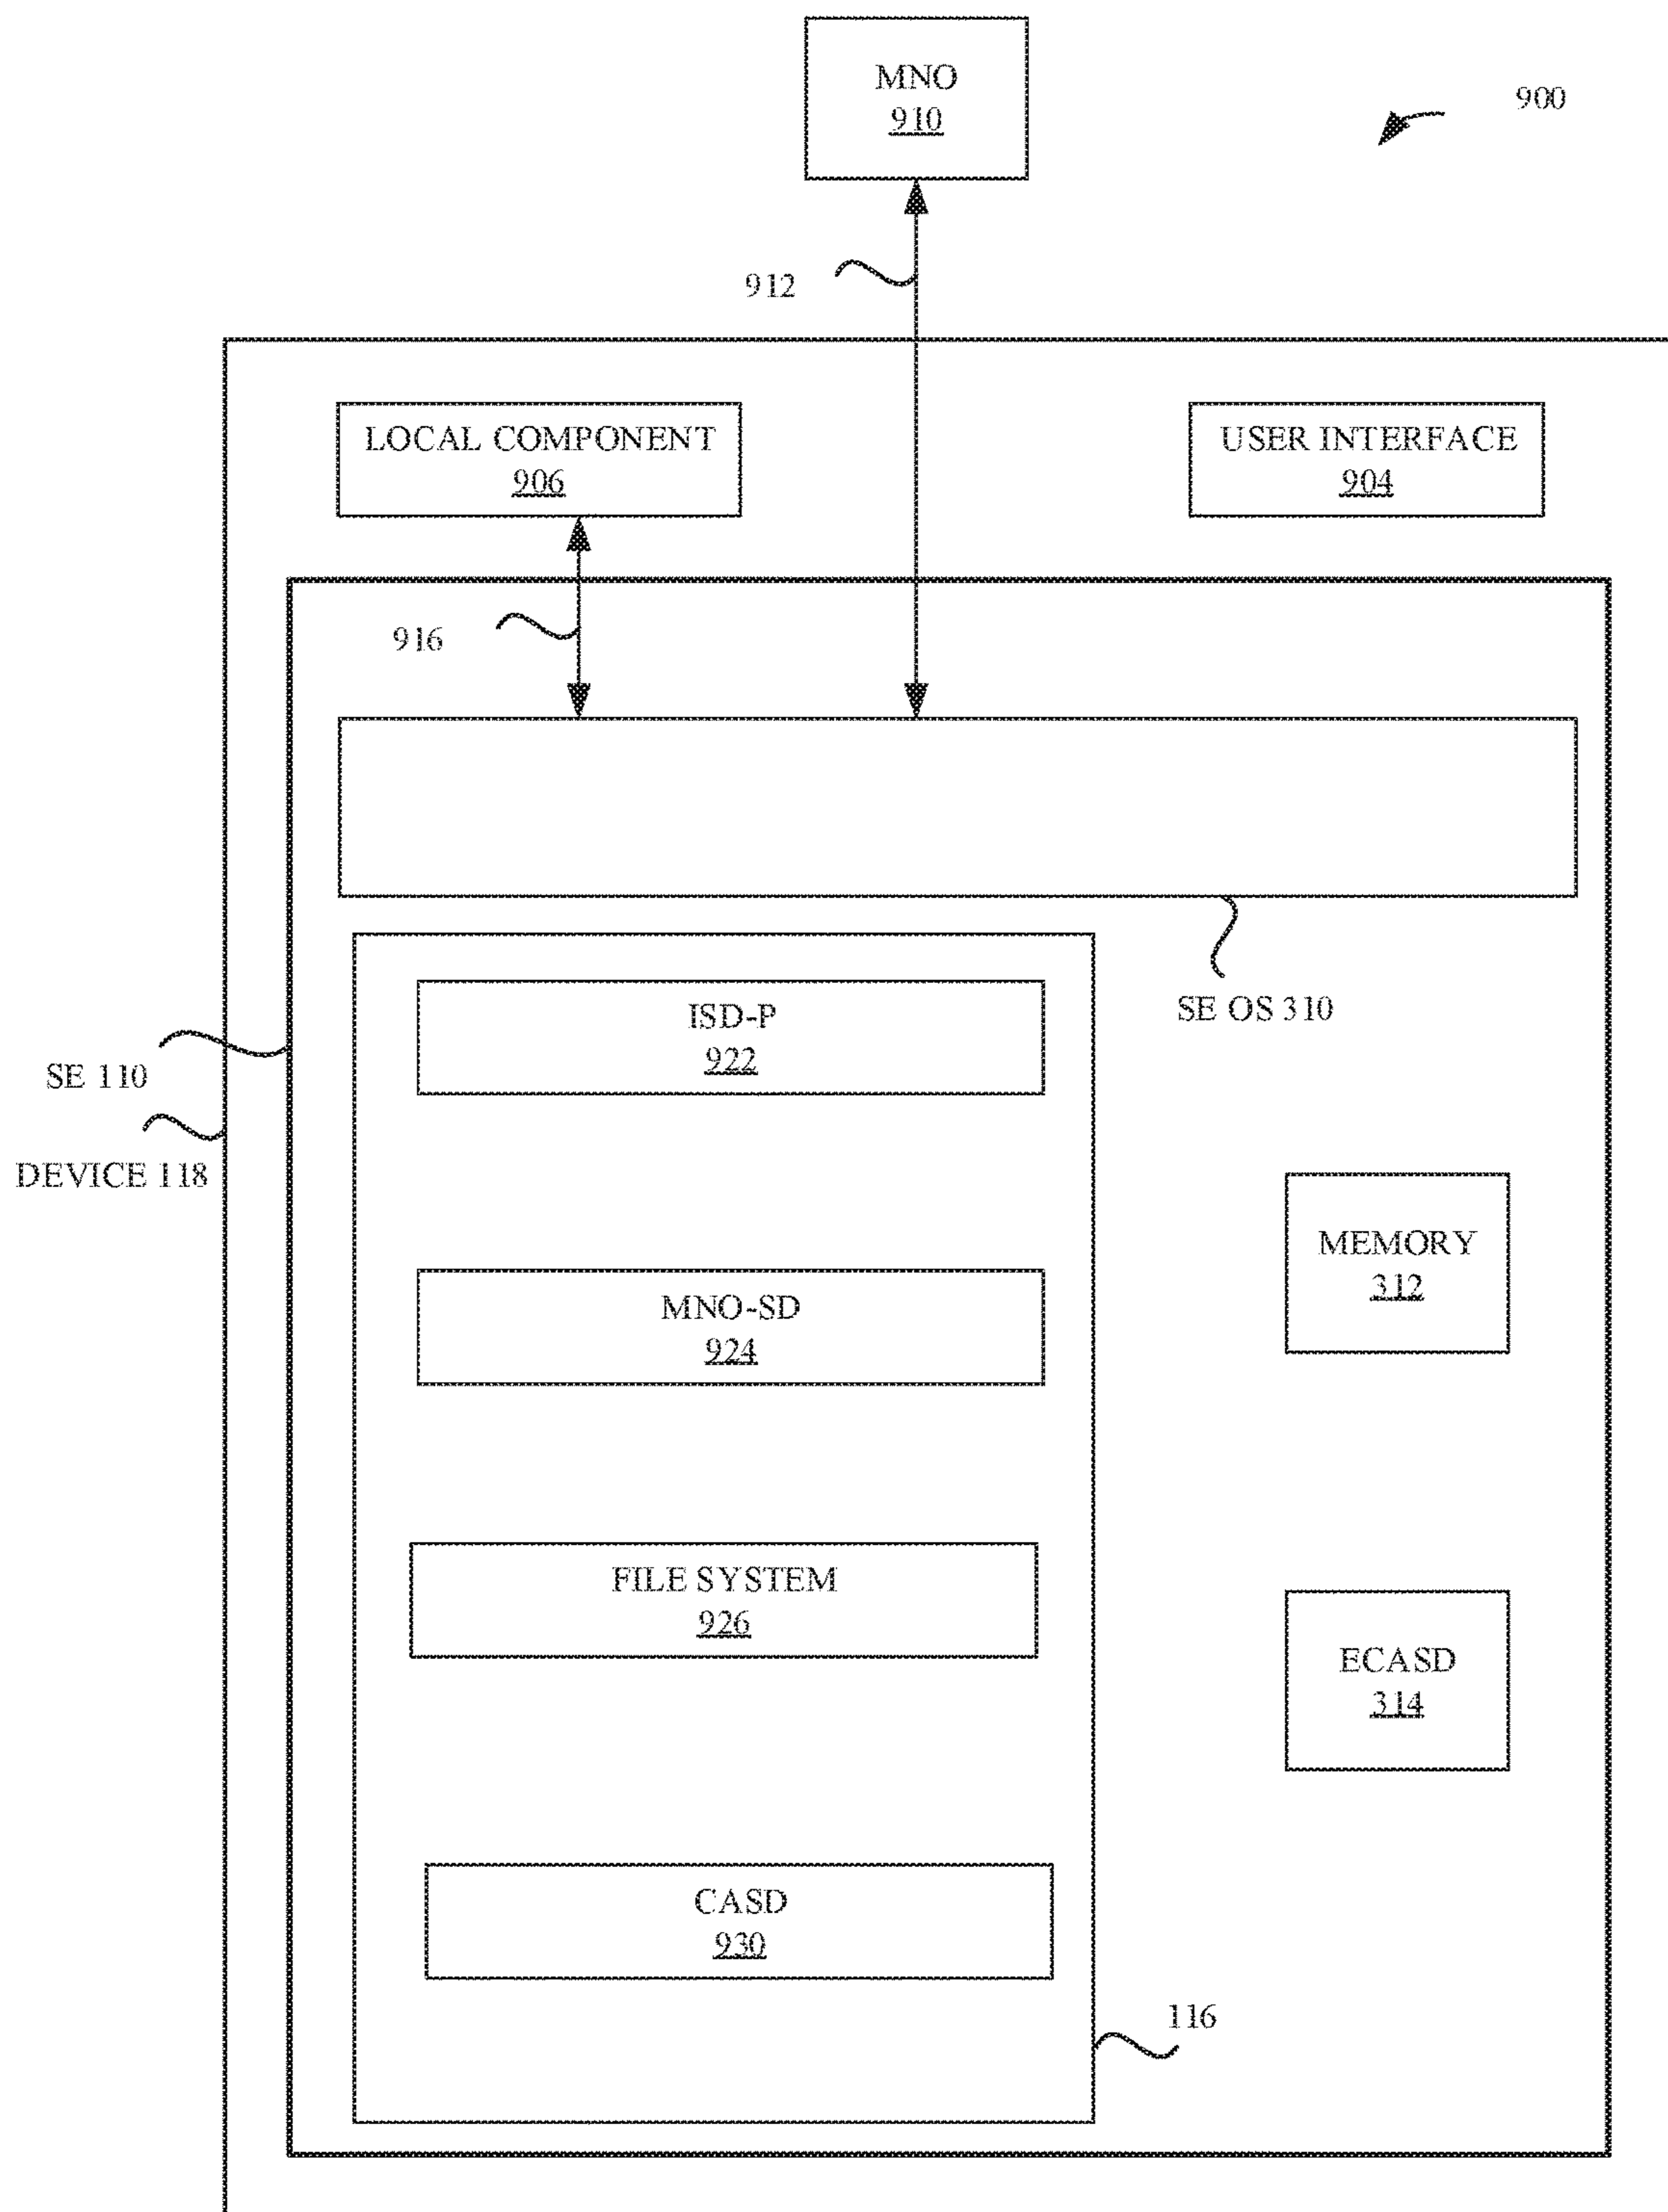 MNO
910
900
912
LOCAL COMPONENT
906
USER INTERFACE
904
916
SE OS 310
ISD-P
922
SE 110
DEVICE 118
MNO-SD
924
MEMORY
312
FILE SYSTEM
926
ECASD
314
CASD
930
116